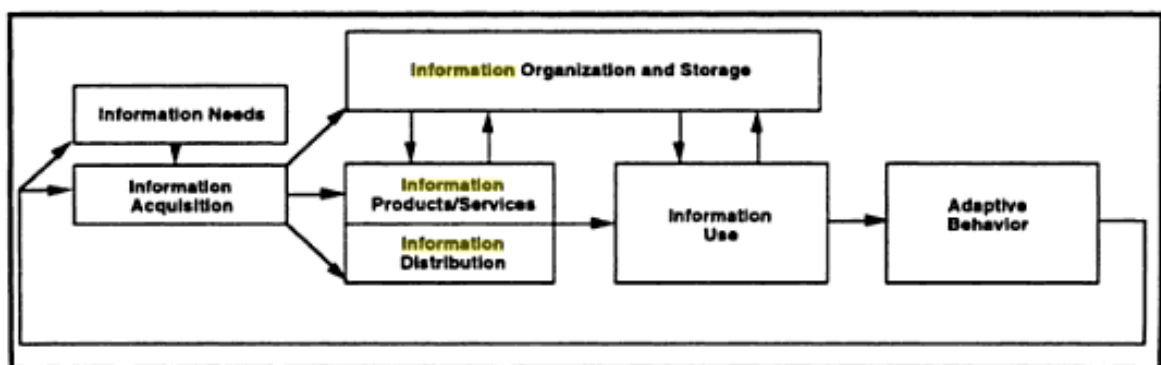 Information Organization and Storage
Information Needs
Information
Acquisition
Information
Products/Services
Information
Distribution
Information
Use
Adaptive
Behavior